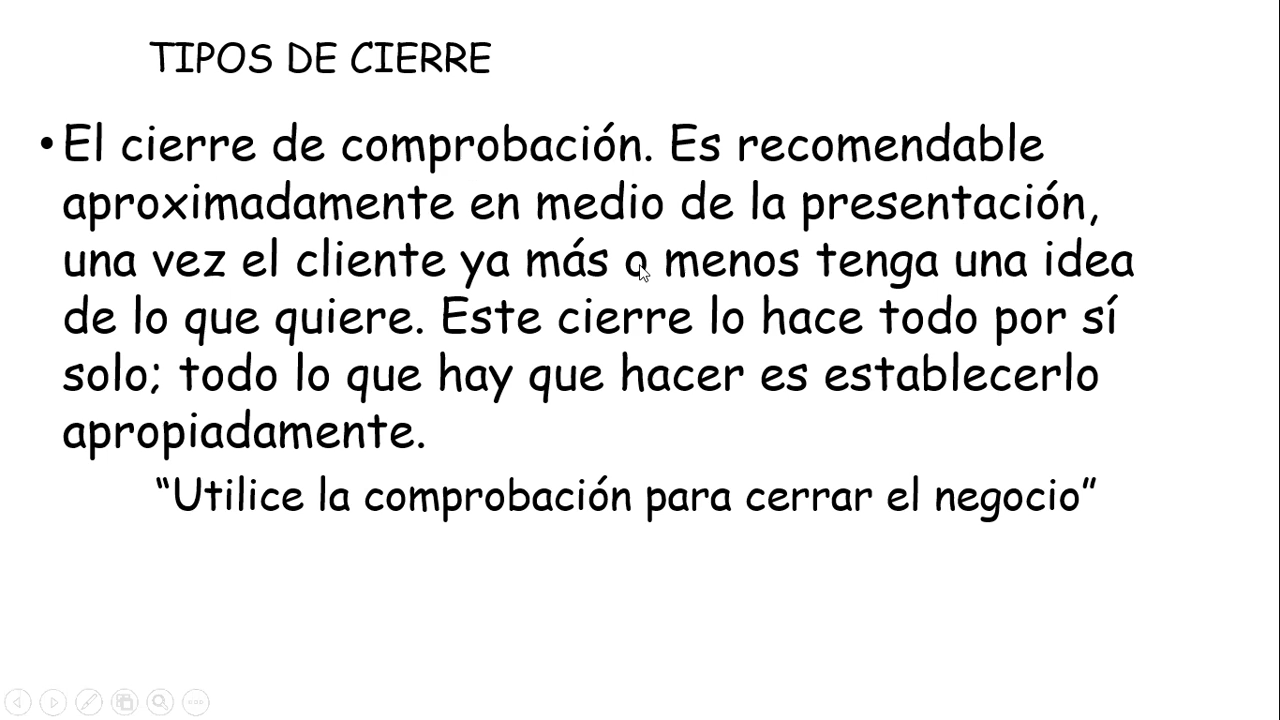 TIPOS DE CIERRE
• El cierre de comprobación. Es recomendable
aproximadamente en medio de la presentación,
una vez el cliente ya más o menos tenga una idea
de lo que quiere. Este cierre lo hace todo por sí
solo; todo lo que hay que hacer es establecerlo
apropiadamente.
“Utilice la comprobación para cerrar el negocio”